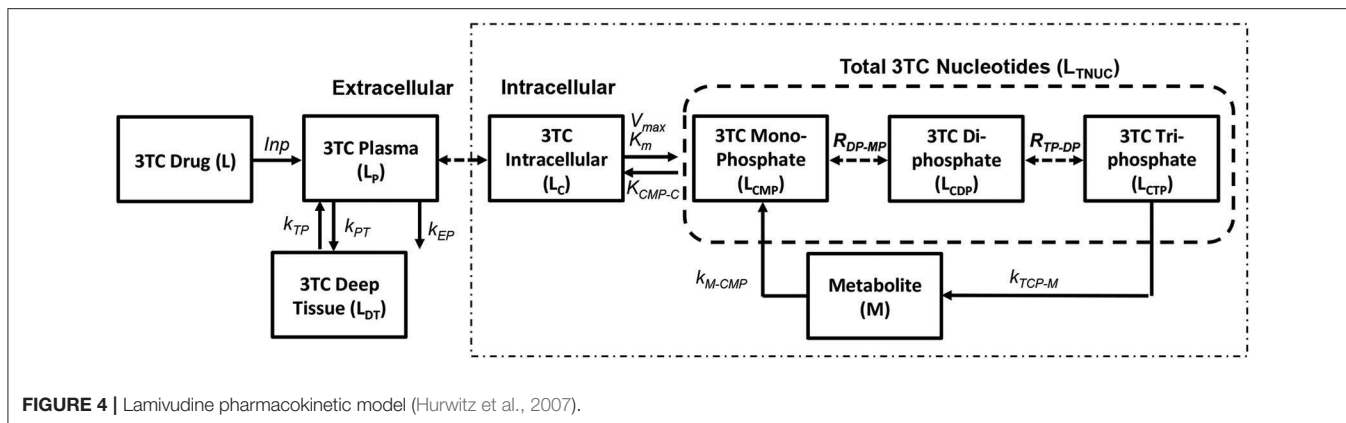 Total 3TC Nucleotides (LTNUC)
Extracellular
Intracellular
3TC Drug (L)
Inp
3TC Plasma
(LP)
3TC
Intracellular
(LC)
Vmax
Km
KCMP-C
3TC Mono-
Phosphate
(LCMP)
RDP-MP
3TC Di-
phosphate
(LCDP)
RTP-DP
3TC Tri-
phosphate
(LCTP)
kTP
kPT
kEP
3TC Deep
Tissue (LDT)
kM-CMP
Metabolite
(M)
kTCP-M
FIGURE 4 | Lamivudine pharmacokinetic model (Hurwitz et al., 2007).